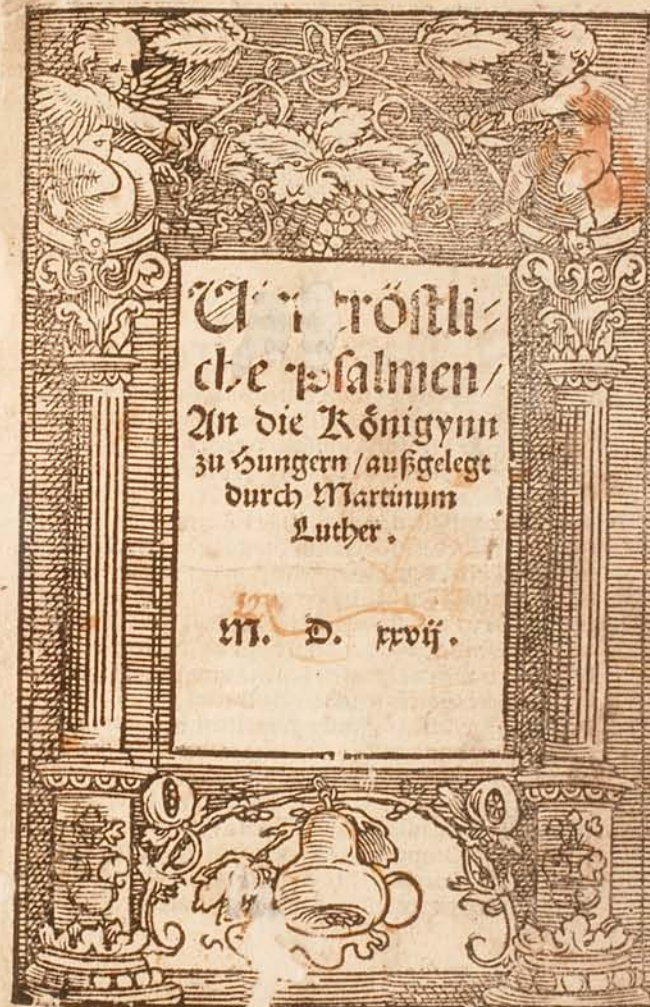 tröstli-
che Psalmen/
An die Königynn
zu Hungern / außgelegt
durch Martinum
Luther.
M. D. xxvij.